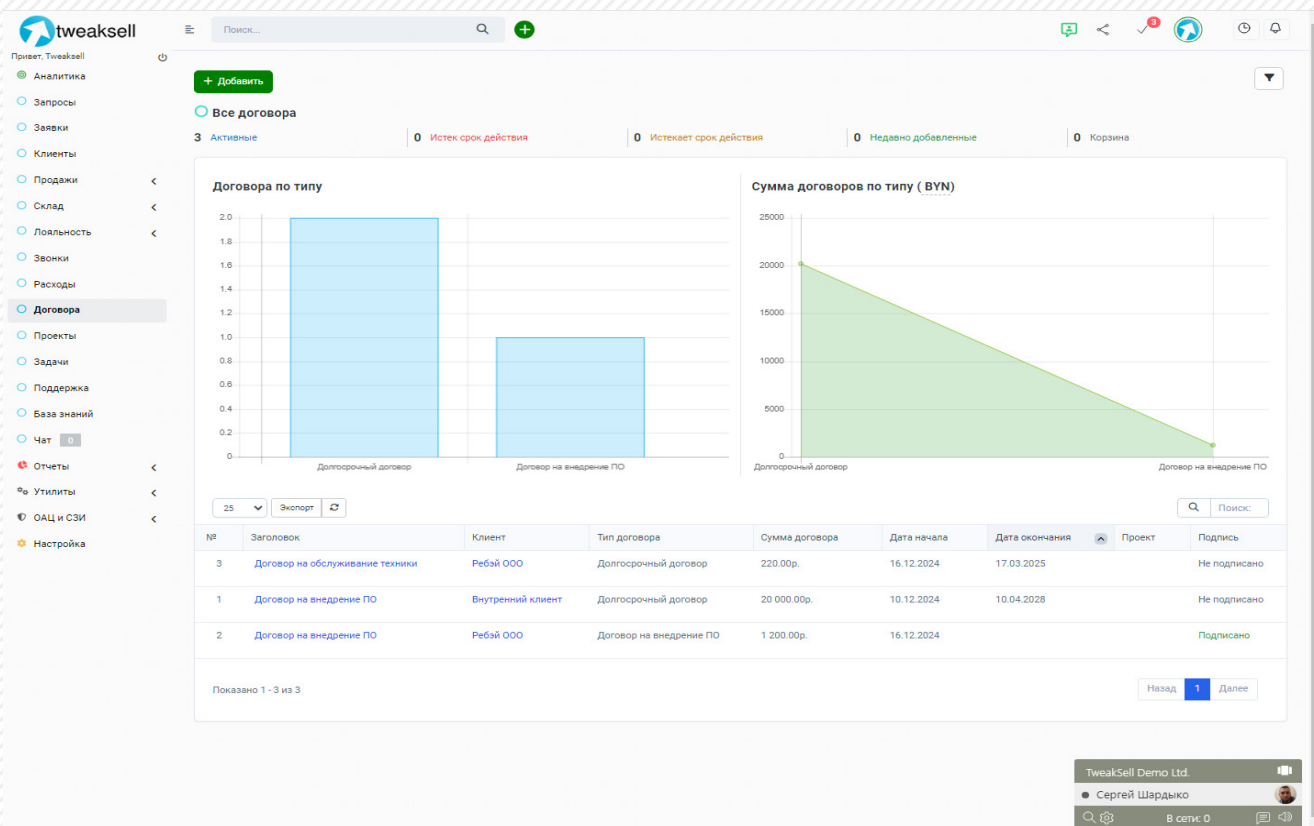 tweaksell
Поиск...
3
Привет, Tweaksell
Аналитика
Запросы
Заявки
Клиенты
Продажи
Склад
Лояльность
Звонки
Расходы
Договора
Проекты
Задачи
Поддержка
База знаний
Чат 0
Отчеты
Утилиты
ОАЦ и СЗИ
Настройка
+ Добавить
Все договора
3 Активные 0 Истек срок действия 0 Истекает срок действия 0 Недавно добавленные 0 Корзина
Договора по типу
2.0
1.8
1.6
1.4
1.2
1.0
0.8
0.6
0.4
0.2
0
Долгосрочный договор Договор на внедрение ПО
Сумма договоров по типу ( BYN)
25000
20000
15000
10000
5000
0
Долгосрочный договор Договор на внедрение ПО
25 Экспорт Поиск:
№ Заголовок Клиент Тип договора Сумма договора Дата начала Дата окончания Проект Подпись
3 Договор на обслуживание техники Ребэй ООО Долгосрочный договор 220.00р. 16.12.2024 17.03.2025 Не подписано
1 Договор на внедрение ПО Внутренний клиент Долгосрочный договор 20 000.00р. 10.12.2024 10.04.2028 Не подписано
2 Договор на внедрение ПО Ребэй ООО Договор на внедрение ПО 1 200.00р. 16.12.2024 Подписано
Показано 1 - 3 из 3 Назад 1 Далее
TweakSell Demo Ltd.
Сергей Шардыко
В сети: 0